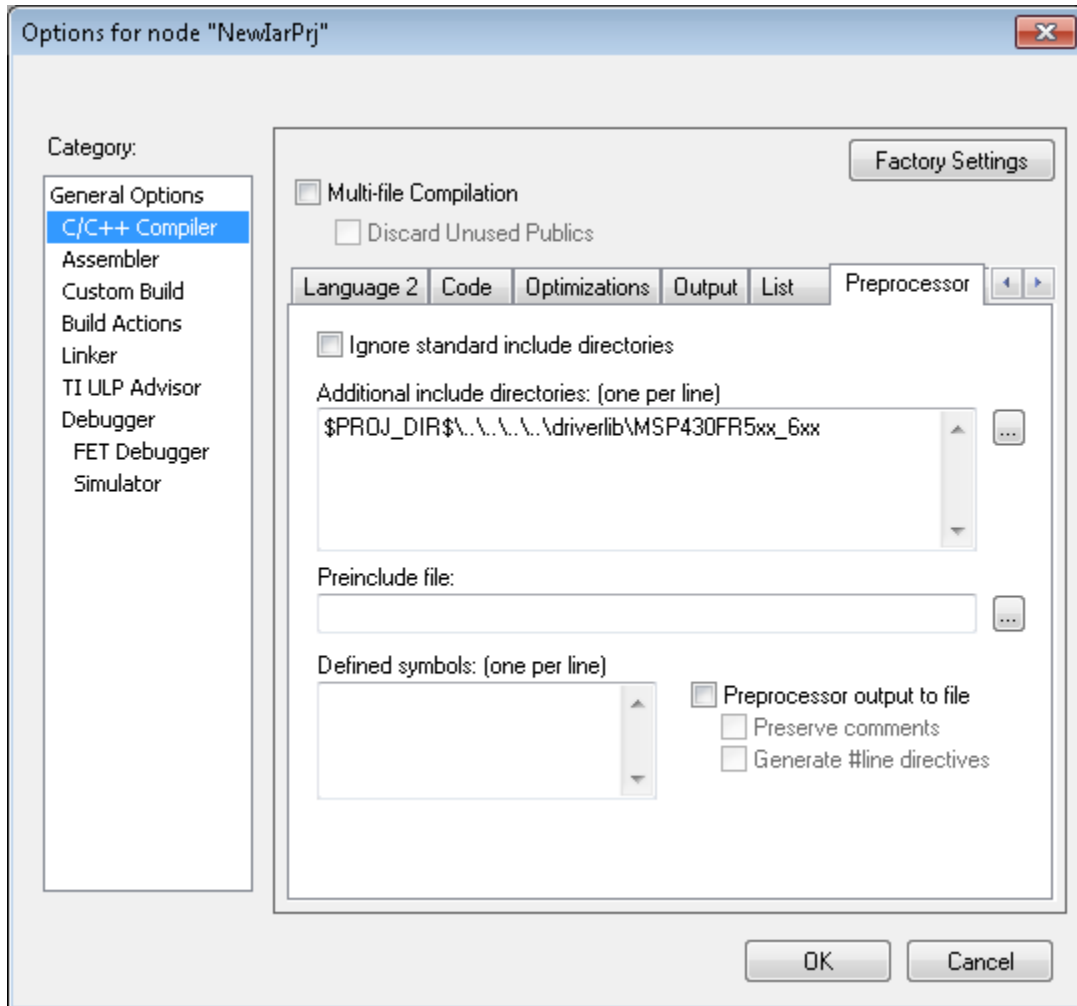 Options for node "NewIarPrj"
Category:
General Options
C/C++ Compiler
Assembler
Custom Build
Build Actions
Linker
TI ULP Advisor
Debugger
FET Debugger
Simulator
Factory Settings
Multi-file Compilation
Discard Unused Publics
Language 2 Code Optimizations Output List Preprocessor
Ignore standard include directories
Additional include directories: (one per line)
$PROJ_DIR$\..\..\..\..\driverlib\MSP430FR5xx_6xx
...
Preinclude file:
...
Defined symbols: (one per line)
Preprocessor output to file
Preserve comments
Generate #line directives
OK Cancel